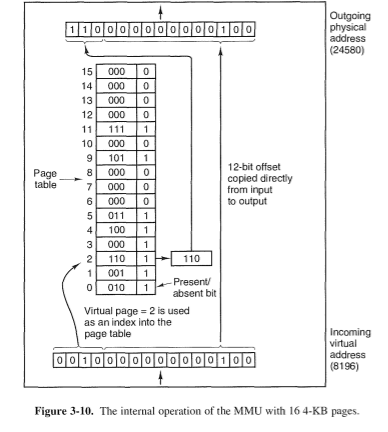 Outgoing
physical
address
(24580)
1 1 0 0 0 0 0 0 0 0 0 0 1 0 0
15 000 0
14 000 0
13 000 0
12 000 0
11 111 1
10 000 0
9 101 1
8 000 0
7 000 0
6 000 0
5 011 1
4 100 1
3 000 1
2 110 1
1 001 1
0 010 1
Page
table
110
12-bit offset
copied directly
from input
to output
Present/
absent bit
Virtual page = 2 is used
as an index into the
page table
0 0 1 0 0 0 0 0 0 0 0 0 0 1 0 0
Incoming
virtual
address
(8196)
Figure 3-10. The internal operation of the MMU with 16 4-KB pages.